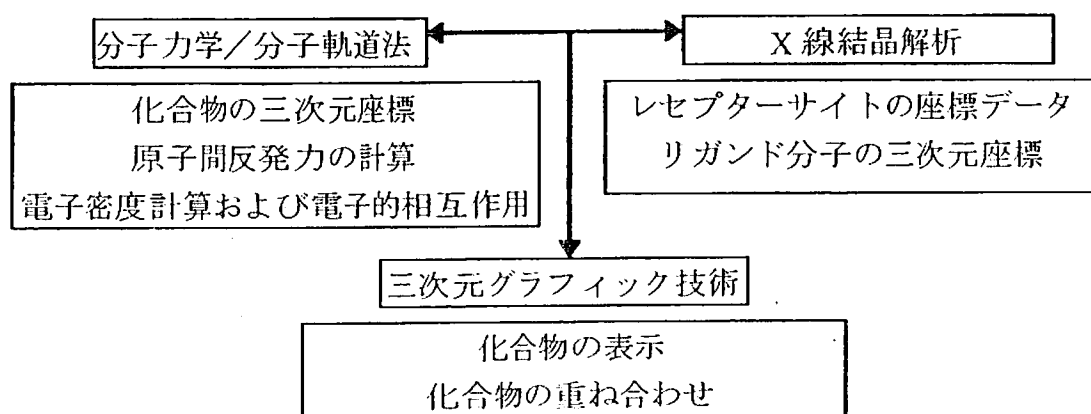 分子力学／分子軌道法
化合物の三次元座標
原子間反発力の計算
電子密度計算および電子的相互作用
X線結晶解析
レセプターサイトの座標データ
リガンド分子の三次元座標
三次元グラフィック技術
化合物の表示
化合物の重ね合わせ